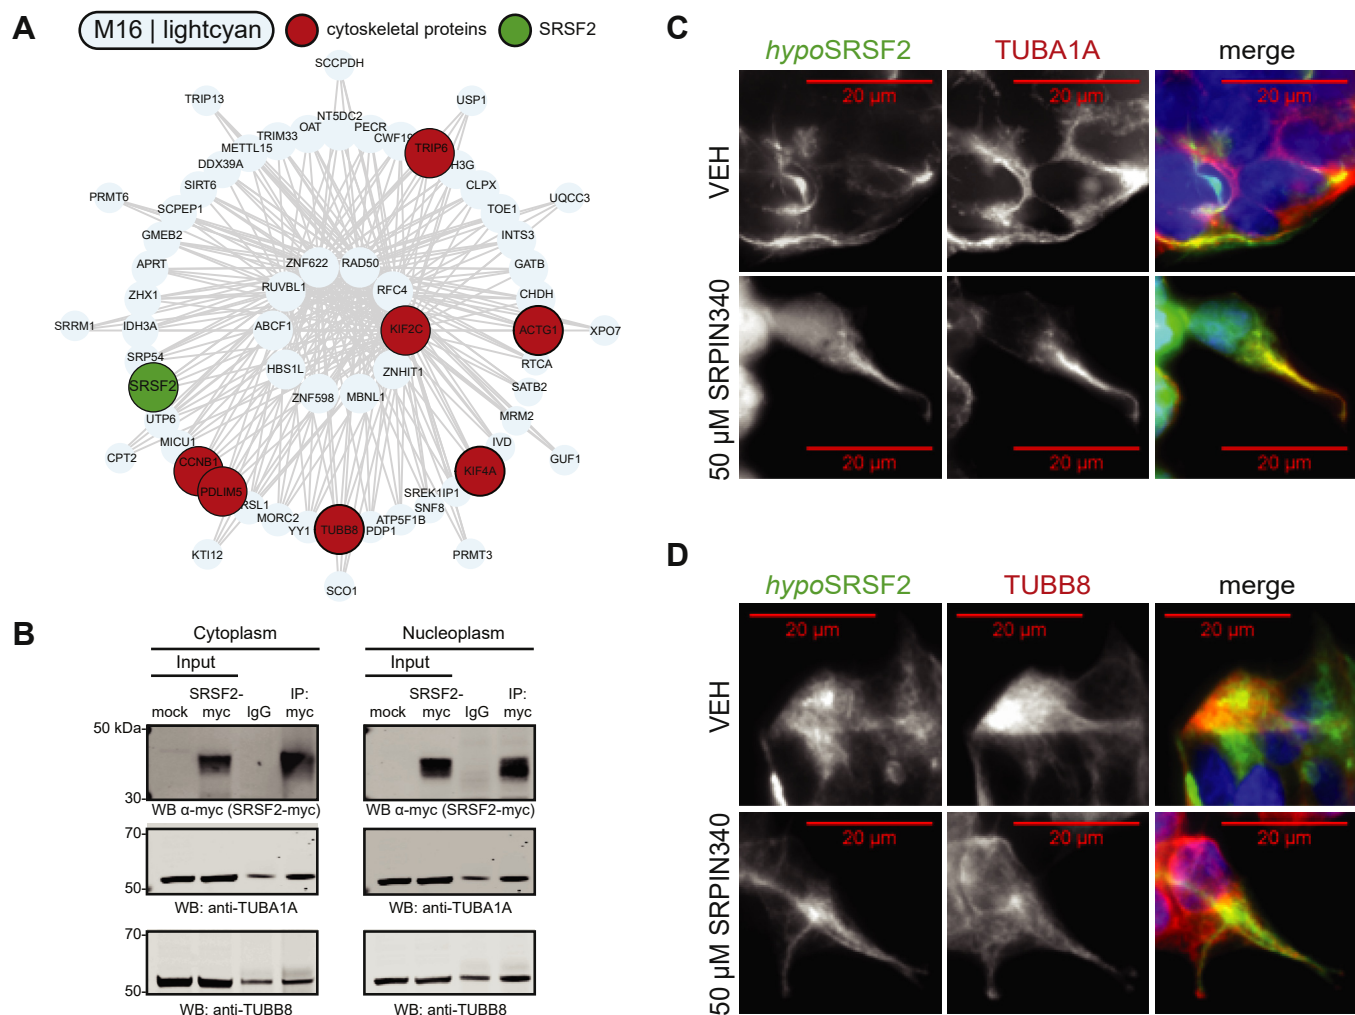 A
M16 | lightcyan
cytoskeletal proteins
SRSF2
SCCPDH
TRIP13
USP1
NT5DC2
OAT
PECR
TRIM33
CWF19
METTL15
TRIP6
DDX39A
H3G
SIRT6
CLPX
PRMT6
UQCC3
SCPEP1
TOE1
GMEB2
INTS3
APRT
ZNF622
RAD50
GATB
RUVBL1
RFC4
ZHX1
CHDH
SRRM1
IDH3A
ABCF1
KIF2C
ACTG1
XPO7
SRP54
RTCA
HBS1L
ZNHIT1
SRSF2
SATB2
ZNF598
MBNL1
UTP6
MRM2
MICU1
IVD
CPT2
CCNB1
KIF4A
GUF1
PDLIM5
SREK1IP1
RSL1
SNF8
MORC2
ATP5F1B
YY1
TUBB8
PDP1
KTI12
PRMT3
SCO1
B
Cytoplasm
Nucleoplasm
Input
Input
mock
SRSF2-
myc
IgG
IP:
myc
mock
SRSF2-
myc
IgG
IP:
myc
50 kDa
30
WB α-myc (SRSF2-myc)
WB α-myc (SRSF2-myc)
70
50
WB: anti-TUBA1A
WB: anti-TUBA1A
70
50
WB: anti-TUBB8
WB: anti-TUBB8
C
hypoSRSF2
TUBA1A
merge
VEH
20 µm
20 µm
20 µm
50 µM SRPIN340
20 µm
20 µm
20 µm
D
hypoSRSF2
TUBB8
merge
VEH
20 µm
20 µm
20 µm
50 µM SRPIN340
20 µm
20 µm
20 µm